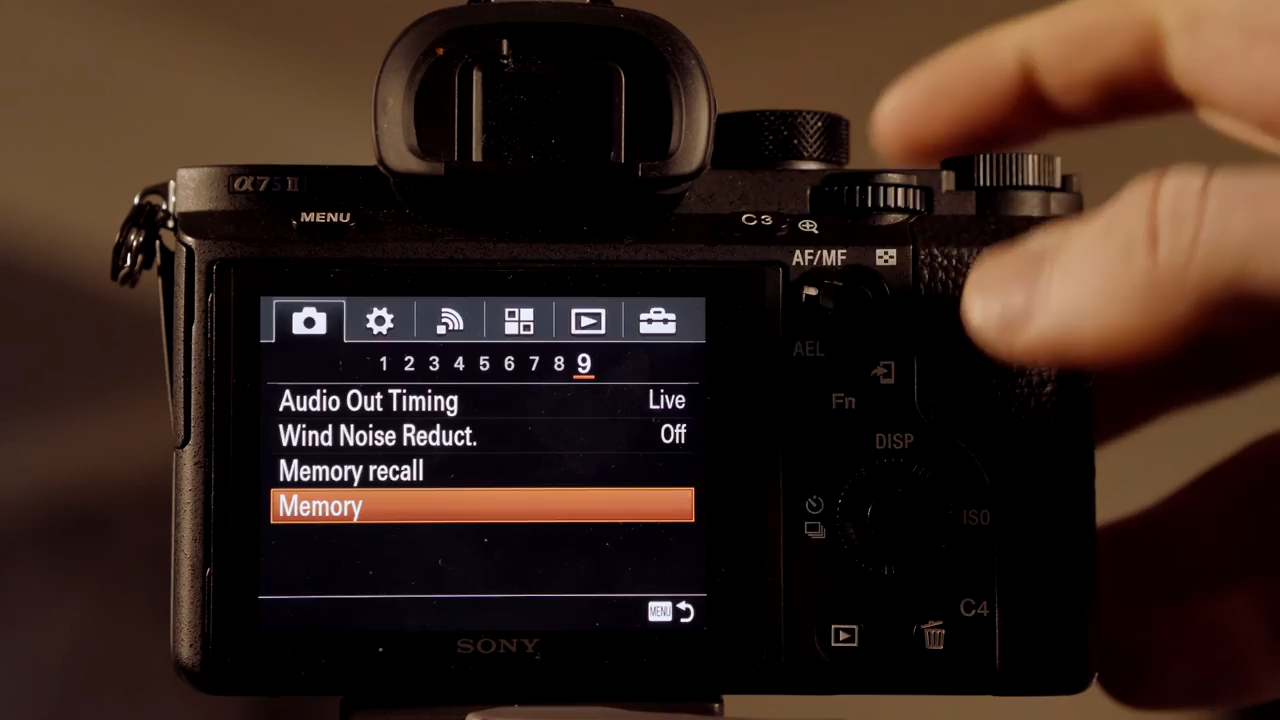 α7S II
MENU
C3
AF/MF
1 2 3 4 5 6 7 8 9
AEL
Audio Out Timing Live
Fn
Wind Noise Reduct. Off
DISP
Memory recall
Memory
ISO
MENU
C4
SONY